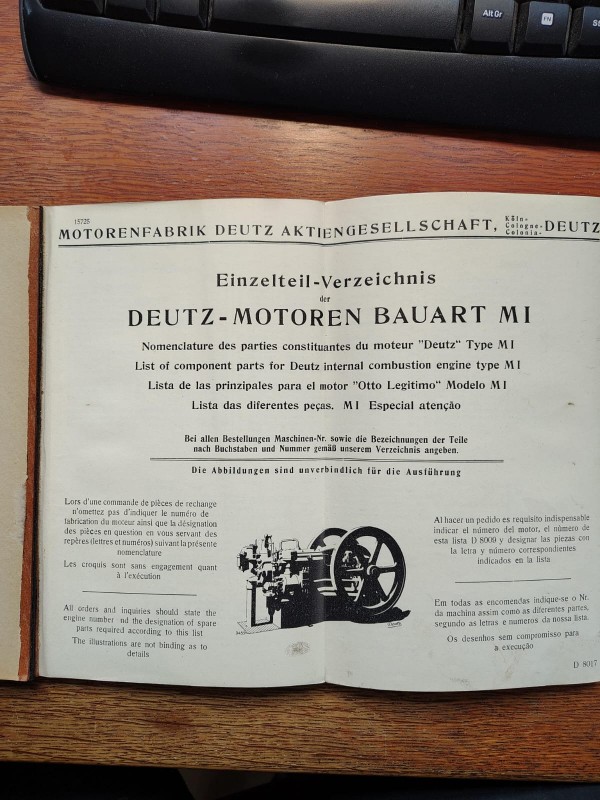 Alt Gr
FN
15725
MOTORENFABRIK DEUTZ AKTIENGESELLSCHAFT, Köln- Cologne- Colonia- DEUTZ
Einzelteil-Verzeichnis
der
DEUTZ-MOTOREN BAUART MI
Nomenclature des parties constituantes du moteur "Deutz" Type MI
List of component parts for Deutz internal combustion engine type MI
Lista de las prinzipales para el motor "Otto Legitimo" Modelo MI
Lista das diferentes peças. MI Especial atenção
Bei allen Bestellungen Maschinen-Nr. sowie die Bezeichnungen der Teile
nach Buchstaben und Nummer gemäß unserem Verzeichnis angeben.
Die Abbildungen sind unverbindlich für die Ausführung
Lors d'une commande de pièces de rechange
n'omettez pas d'indiquer le numéro de
fabrication du moteur ainsi que la désignation
des pièces en question en vous servant des
repères (lettres et numéros) suivant la présente
nomenclature
Les croquis sont sans engagement quant
à l'exécution
All orders and inquiries should state the
engine number nd the designation of spare
parts required according to this list
The illustrations are not binding as to
details
Al hacer un pedido es requisito indispensable
indicar el número del motor, el número de
esta lista D 8009 y designar las piezas con
la letra y número correspondientes
indicados en la lista
Em todas as encomendas indique-se o Nr.
da machina assim como as diferentes partes,
segundo as letras e numeros da nossa lista.
Os desenhos sem compromisso para
a execução
D 8017